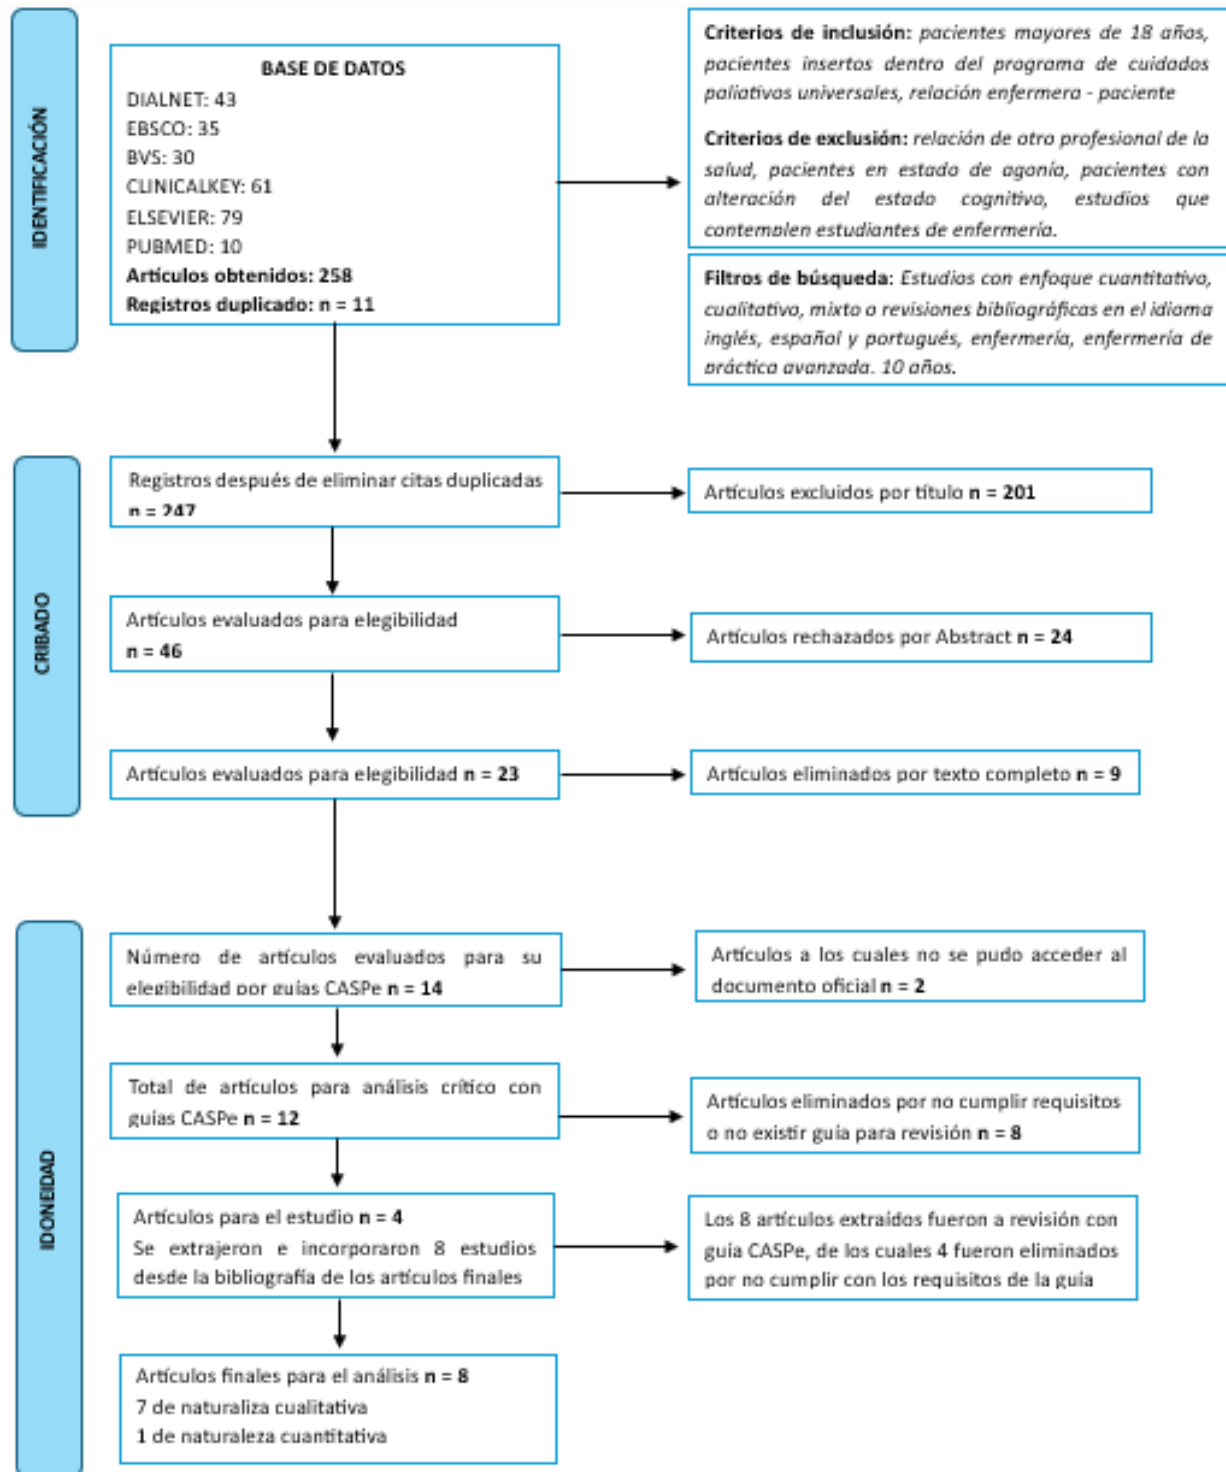 IDENTIFICACIÓN
BASE DE DATOS
DIALNET: 43
EBSCO: 35
BVS: 30
CLINICALKEY: 61
ELSEVIER: 79
PUBMED: 10
Artículos obtenidos: 258
Registros duplicado: n = 11
Criterios de inclusión: pacientes mayores de 18 años,
pacientes insertos dentro del programa de cuidados
paliativos universales, relación enfermera - paciente
Criterios de exclusión: relación de otro profesional de la
salud, pacientes en estado de agonía, pacientes con
alteración del estado cognitivo, estudios que
contemplen estudiantes de enfermería.
Filtros de búsqueda: Estudios con enfoque cuantitativo,
cualitativo, mixto o revisiones bibliográficas en el idioma
inglés, español y portugués, enfermería, enfermería de
práctica avanzada. 10 años.
CRIBADO
Registros después de eliminar citas duplicadas
n = 247
Artículos excluidos por título n = 201
Artículos evaluados para elegibilidad
n = 46
Artículos rechazados por Abstract n = 24
Artículos evaluados para elegibilidad n = 23
Artículos eliminados por texto completo n = 9
IDONEIDAD
Número de artículos evaluados para su
elegibilidad por guías CASPe n = 14
Artículos a los cuales no se pudo acceder al
documento oficial n = 2
Total de artículos para análisis crítico con
guías CASPe n = 12
Artículos eliminados por no cumplir requisitos
o no existir guía para revisión n = 8
Artículos para el estudio n = 4
Se extrajeron e incorporaron 8 estudios
desde la bibliografía de los artículos finales
Los 8 artículos extraídos fueron a revisión con
guía CASPe, de los cuales 4 fueron eliminados
por no cumplir con los requisitos de la guía
Artículos finales para el análisis n = 8
7 de naturaliza cualitativa
1 de naturaleza cuantitativa